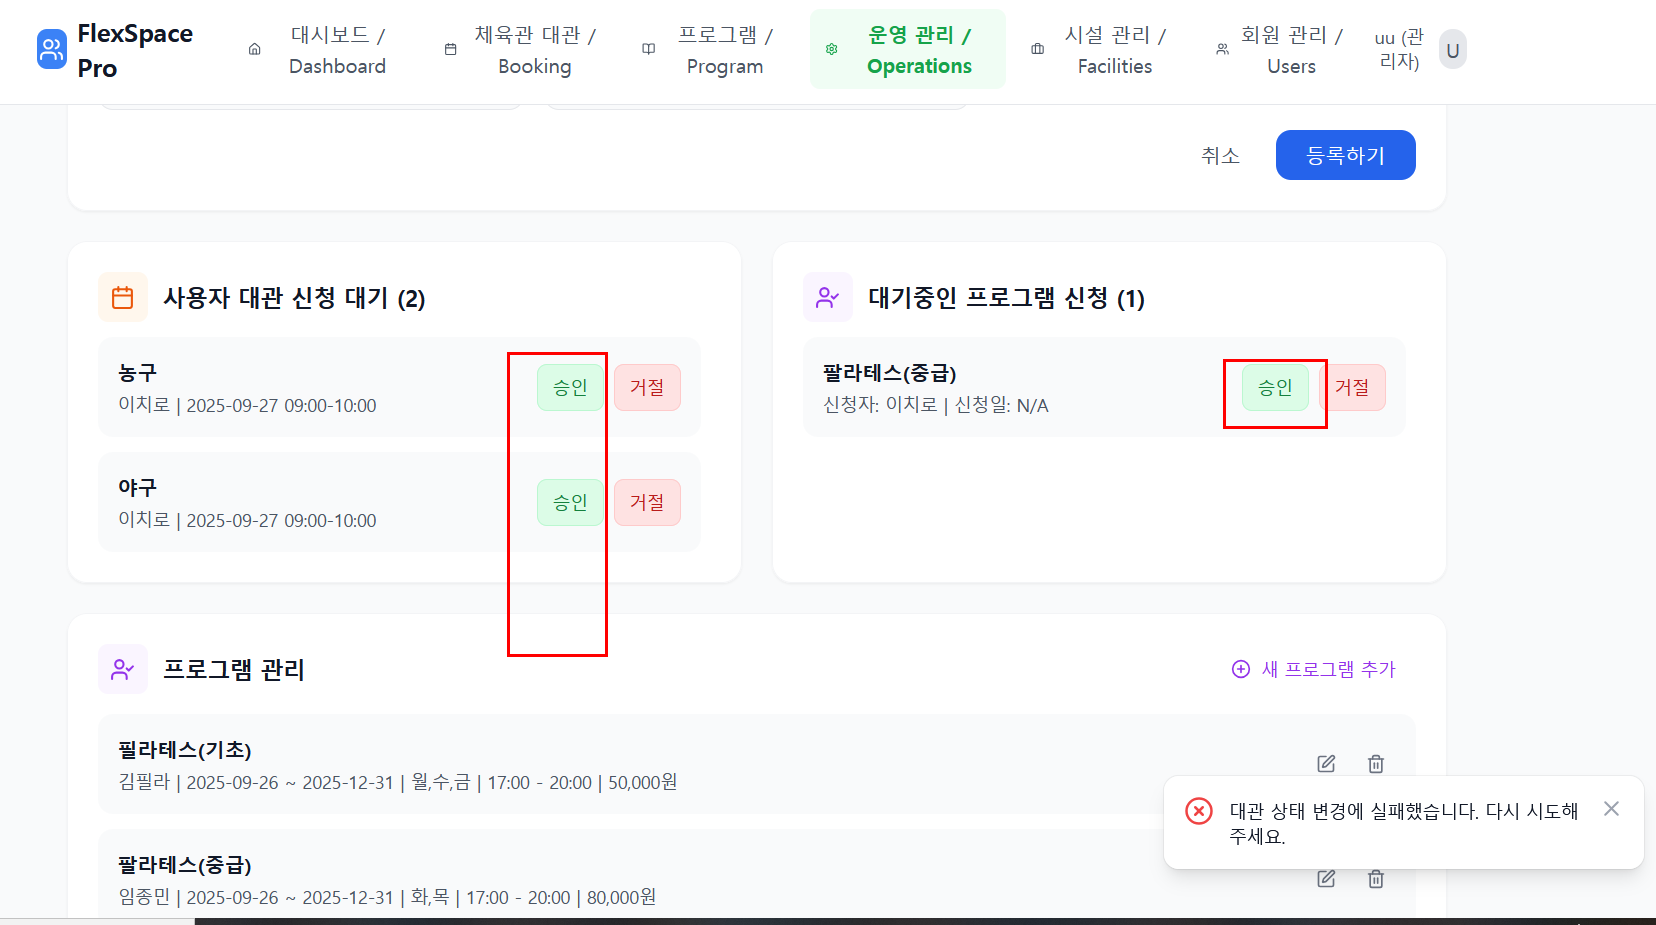 FlexSpace
Pro
대시보드 /
Dashboard
체육관 대관 /
Booking
프로그램 /
Program
운영 관리 /
Operations
시설 관리 /
Facilities
회원 관리 /
Users
uu (관
리자)
U
취소
등록하기
사용자 대관 신청 대기 (2)
농구
이치로 | 2025-09-27 09:00-10:00
승인
거절
야구
이치로 | 2025-09-27 09:00-10:00
승인
거절
대기중인 프로그램 신청 (1)
팔라테스(중급)
신청자: 이치로 | 신청일: N/A
승인
거절
프로그램 관리
새 프로그램 추가
필라테스(기초)
김필라 | 2025-09-26 ~ 2025-12-31 | 월,수,금 | 17:00 - 20:00 | 50,000원
팔라테스(중급)
임종민 | 2025-09-26 ~ 2025-12-31 | 화,목 | 17:00 - 20:00 | 80,000원
대관 상태 변경에 실패했습니다. 다시 시도해
주세요.